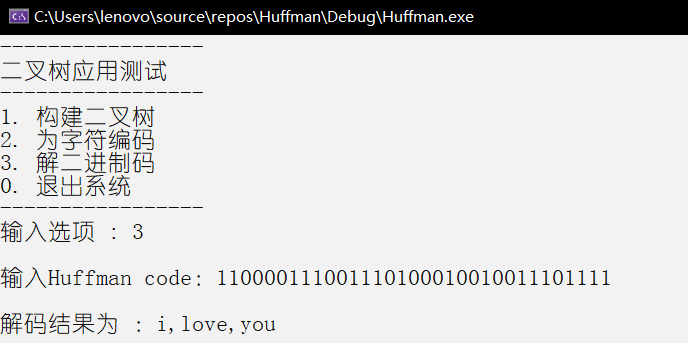 C:\Users\lenovo\source\repos\Huffman\Debug\Huffman.exe
-----------------
二叉树应用测试
-----------------
1. 构建二叉树
2. 为字符编码
3. 解二进制码
0. 退出系统
-----------------
输入选项 : 3
输入Huffman code: 11000011100111010001001001110​1111
解码结果为 : i,love,you